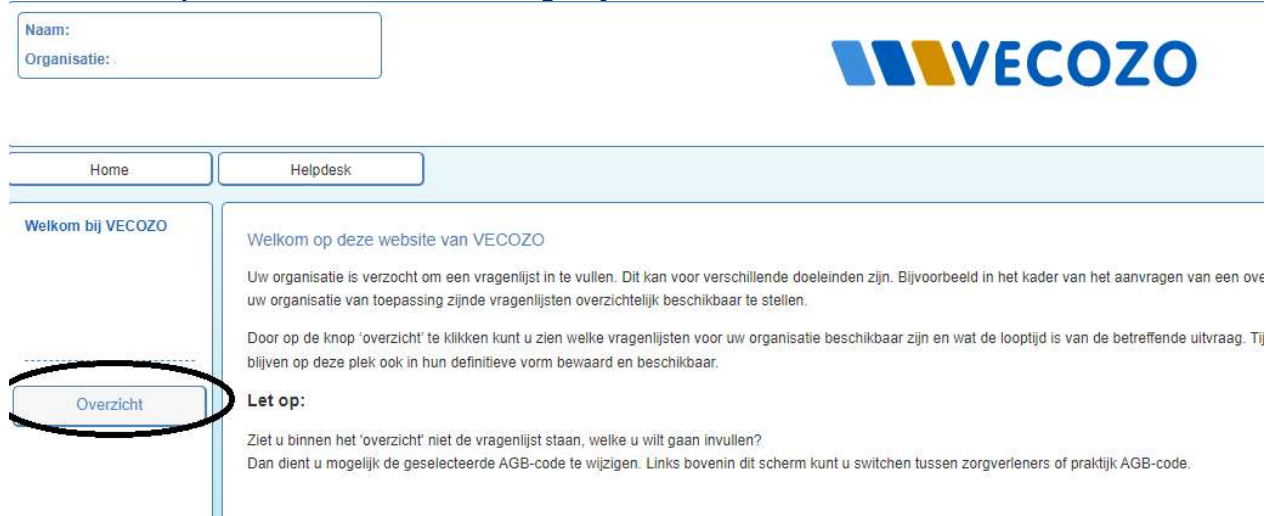 Naam:
Organisatie:
VECOZO
Home
Helpdesk
Welkom bij VECOZO
Overzicht
Welkom op deze website van VECOZO
Uw organisatie is verzocht om een vragenlijst in te vullen. Dit kan voor verschillende doeleinden zijn. Bijvoorbeeld in het kader van het aanvragen van een ove
uw organisatie van toepassing zijnde vragenlijsten overzichtelijk beschikbaar te stellen.
Door op de knop ‘overzicht’ te klikken kunt u zien welke vragenlijsten voor uw organisatie beschikbaar zijn en wat de looptijd is van de betreffende uitvraag. Tij
blijven op deze plek ook in hun definitieve vorm bewaard en beschikbaar.
Let op:
Ziet u binnen het 'overzicht' niet de vragenlijst staan, welke u wilt gaan invullen?
Dan dient u mogelijk de geselecteerde AGB-code te wijzigen. Links bovenin dit scherm kunt u switchen tussen zorgverleners of praktijk AGB-code.